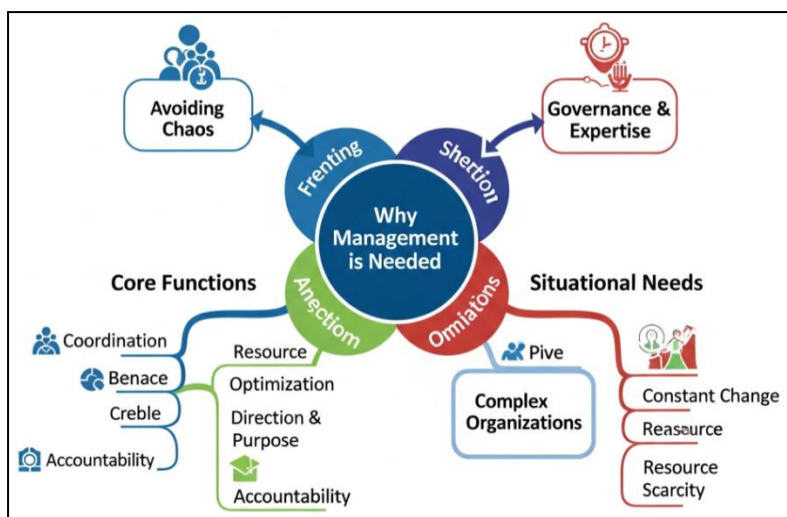 Avoiding
Chaos
Governance &
Expertise
Frenting
Shertion
Why
Management
is Needed
Anectiom
Ormiatons
Core Functions
Coordination
Benace
Creble
Accountability
Resource
Optimization
Direction &
Purpose
Accountability
Situational Needs
Pive
Complex
Organizations
Constant Change
Reasource
Resource
Scarcity